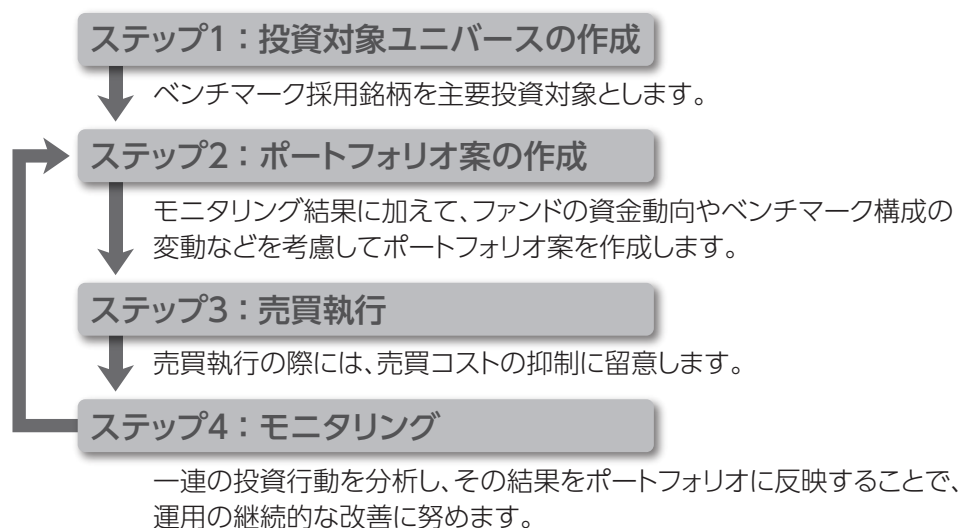 ステップ1：投資対象ユニバースの作成
ベンチマーク採用銘柄を主要投資対象とします。
ステップ2：ポートフォリオ案の作成
モニタリング結果に加えて、ファンドの資金動向やベンチマーク構成の
変動などを考慮してポートフォリオ案を作成します。
ステップ3：売買執行
売買執行の際には、売買コストの抑制に留意します。
ステップ4：モニタリング
一連の投資行動を分析し、その結果をポートフォリオに反映することで、
運用の継続的な改善に努めます。